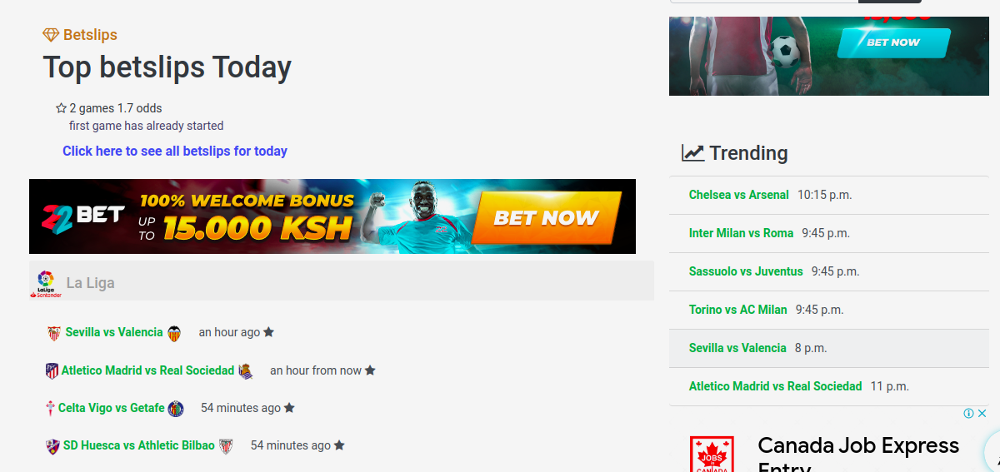 Betslips
Top betslips Today
2 games 1.7 odds
first game has already started
Click here to see all betslips for today
22 BET
100% WELCOME BONUS
UP TO
15.000 KSH
BET NOW
LaLiga
Santander
La Liga
Sevilla vs Valencia an hour ago
Atletico Madrid vs Real Sociedad an hour from now
Celta Vigo vs Getafe 54 minutes ago
SD Huesca vs Athletic Bilbao 54 minutes ago
BET NOW
Trending
Chelsea vs Arsenal 10:15 p.m.
Inter Milan vs Roma 9:45 p.m.
Sassuolo vs Juventus 9:45 p.m.
Torino vs AC Milan 9:45 p.m.
Sevilla vs Valencia 8 p.m.
Atletico Madrid vs Real Sociedad 11 p.m.
JOBS
CANADA
Canada Job Express
Entry